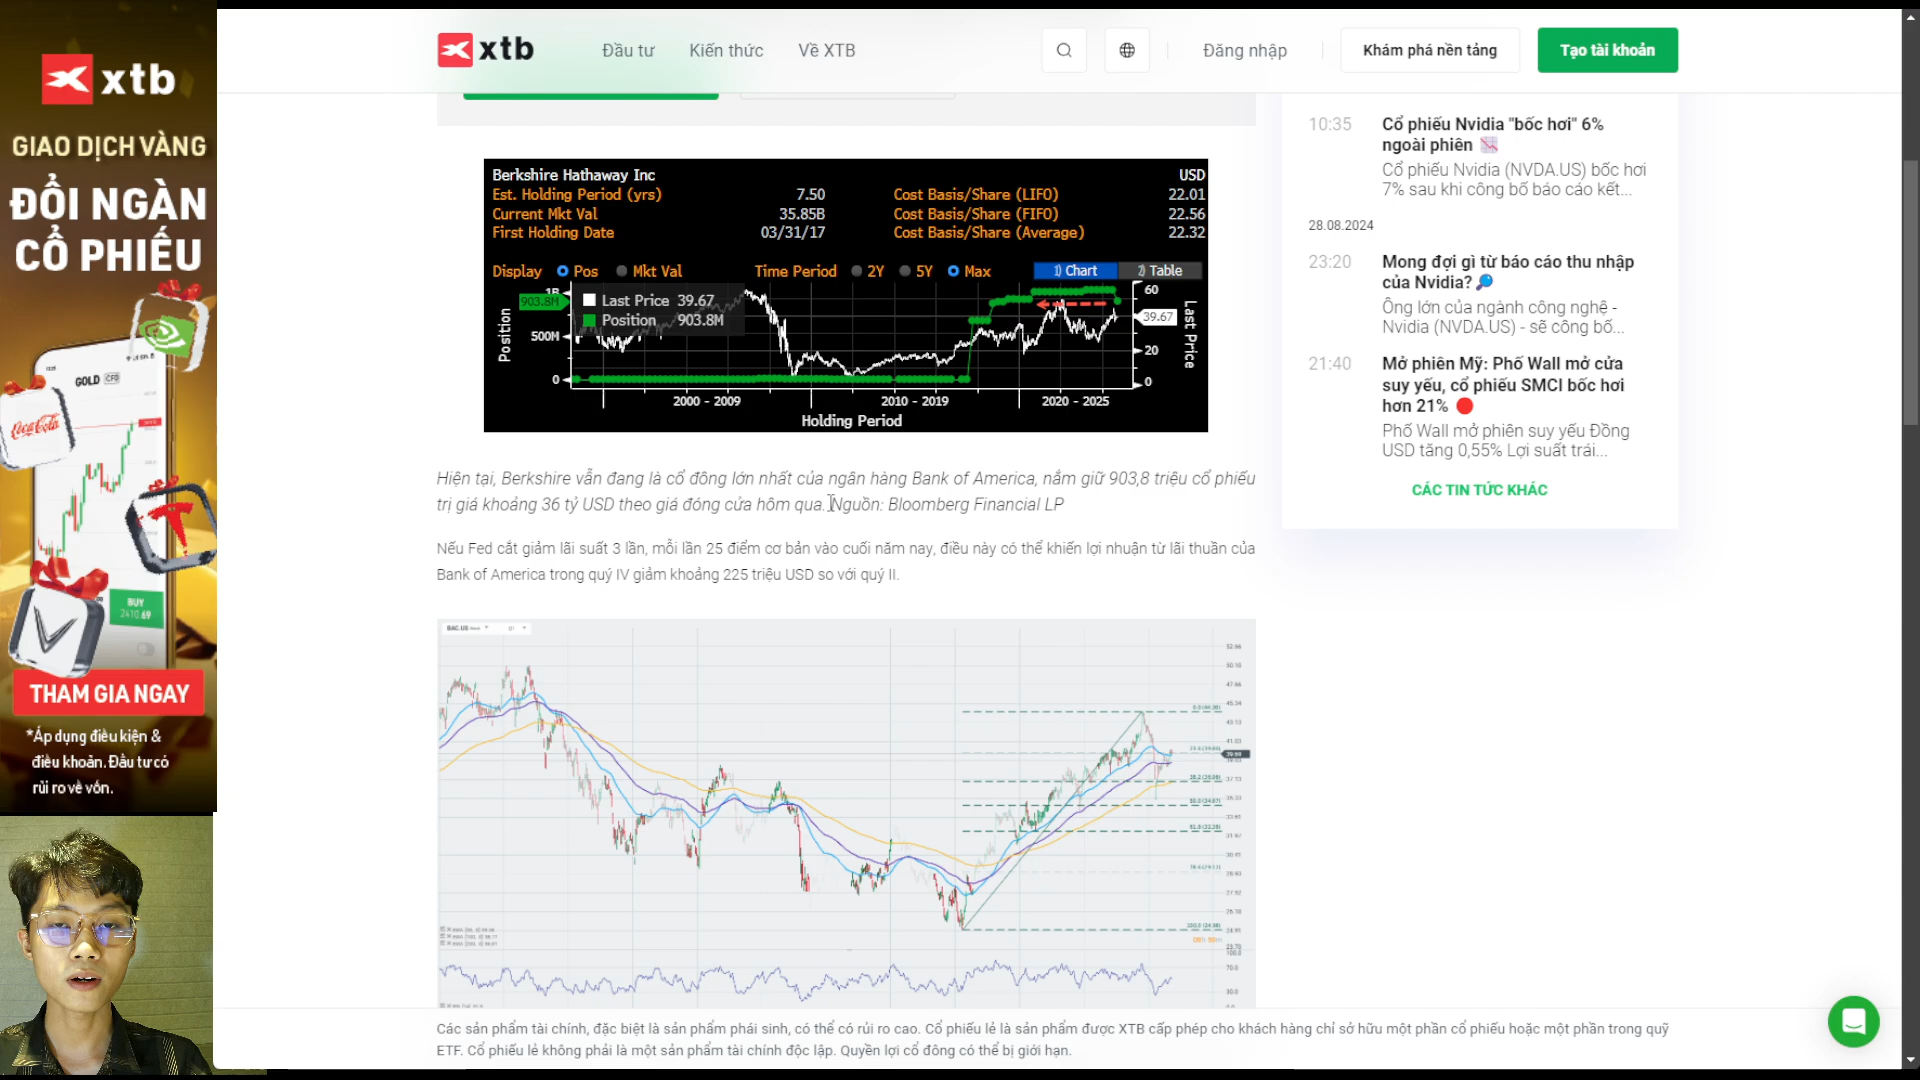 xtb
GIAO DỊCH VÀNG
ĐỔI NGÀN
CỔ PHIẾU
GOLD CFD
Coca-Cola
BUY
2410.69
THAM GIA NGAY
*Áp dụng điều kiện &
điều khoản. Đầu tư có
rủi ro về vốn.
xtb
Đầu tư
Kiến thức
Về XTB
Đăng nhập
Khám phá nền tảng
Tạo tài khoản
Berkshire Hathaway Inc USD
Est. Holding Period (yrs) 7.50 Cost Basis/Share (LIFO) 22.01
Current Mkt Val 35.85B Cost Basis/Share (FIFO) 22.56
First Holding Date 03/31/17 Cost Basis/Share (Average) 22.32
Display Pos Mkt Val Time Period 2Y 5Y Max 1) Chart 2) Table
1B
903.8M
500M
0
Position
Last Price 39.67
Position 903.8M
60
39.67
20
0
Last Price
2000 - 2009 2010 - 2019 2020 - 2025
Holding Period
Hiện tại, Berkshire vẫn đang là cổ đông lớn nhất của ngân hàng Bank of America, nắm giữ 903,8 triệu cổ phiếu
trị giá khoảng 36 tỷ USD theo giá đóng cửa hôm qua. Nguồn: Bloomberg Financial LP
Nếu Fed cắt giảm lãi suất 3 lần, mỗi lần 25 điểm cơ bản vào cuối năm nay, điều này có thể khiến lợi nhuận từ lãi thuần của
Bank of America trong quý IV giảm khoảng 225 triệu USD so với quý II.
BAC.US
10:35
Cổ phiếu Nvidia "bốc hơi" 6%
ngoài phiên
Cổ phiếu Nvidia (NVDA.US) bốc hơi
7% sau khi công bố báo cáo kết...
28.08.2024
23:20
Mong đợi gì từ báo cáo thu nhập
của Nvidia?
Ông lớn của ngành công nghệ -
Nvidia (NVDA.US) - sẽ công bố...
21:40
Mở phiên Mỹ: Phố Wall mở cửa
suy yếu, cổ phiếu SMCI bốc hơi
hơn 21%
Phố Wall mở phiên suy yếu Đồng
USD tăng 0,55% Lợi suất trái...
CÁC TIN TỨC KHÁC
Các sản phẩm tài chính, đặc biệt là sản phẩm phái sinh, có thể có rủi ro cao. Cổ phiếu lẻ là sản phẩm được XTB cấp phép cho khách hàng chỉ sở hữu một phần cổ phiếu hoặc một phần trong quỹ
ETF. Cổ phiếu lẻ không phải là một sản phẩm tài chính độc lập. Quyền lợi cổ đông có thể bị giới hạn.